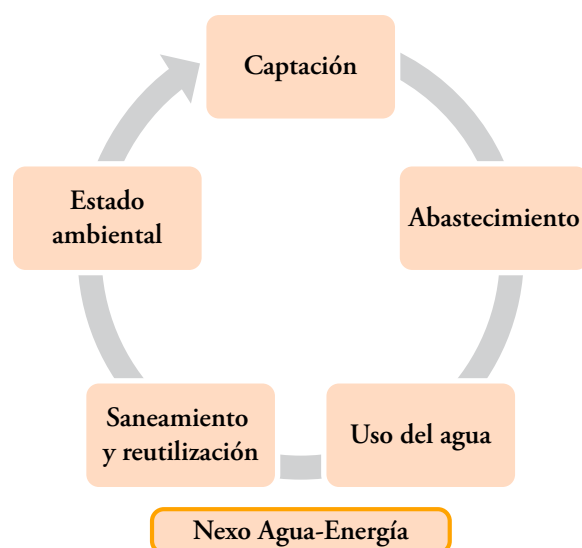 Captación
Abastecimiento
Uso del agua
Saneamiento
y reutilización
Estado
ambiental
Nexo Agua-Energía